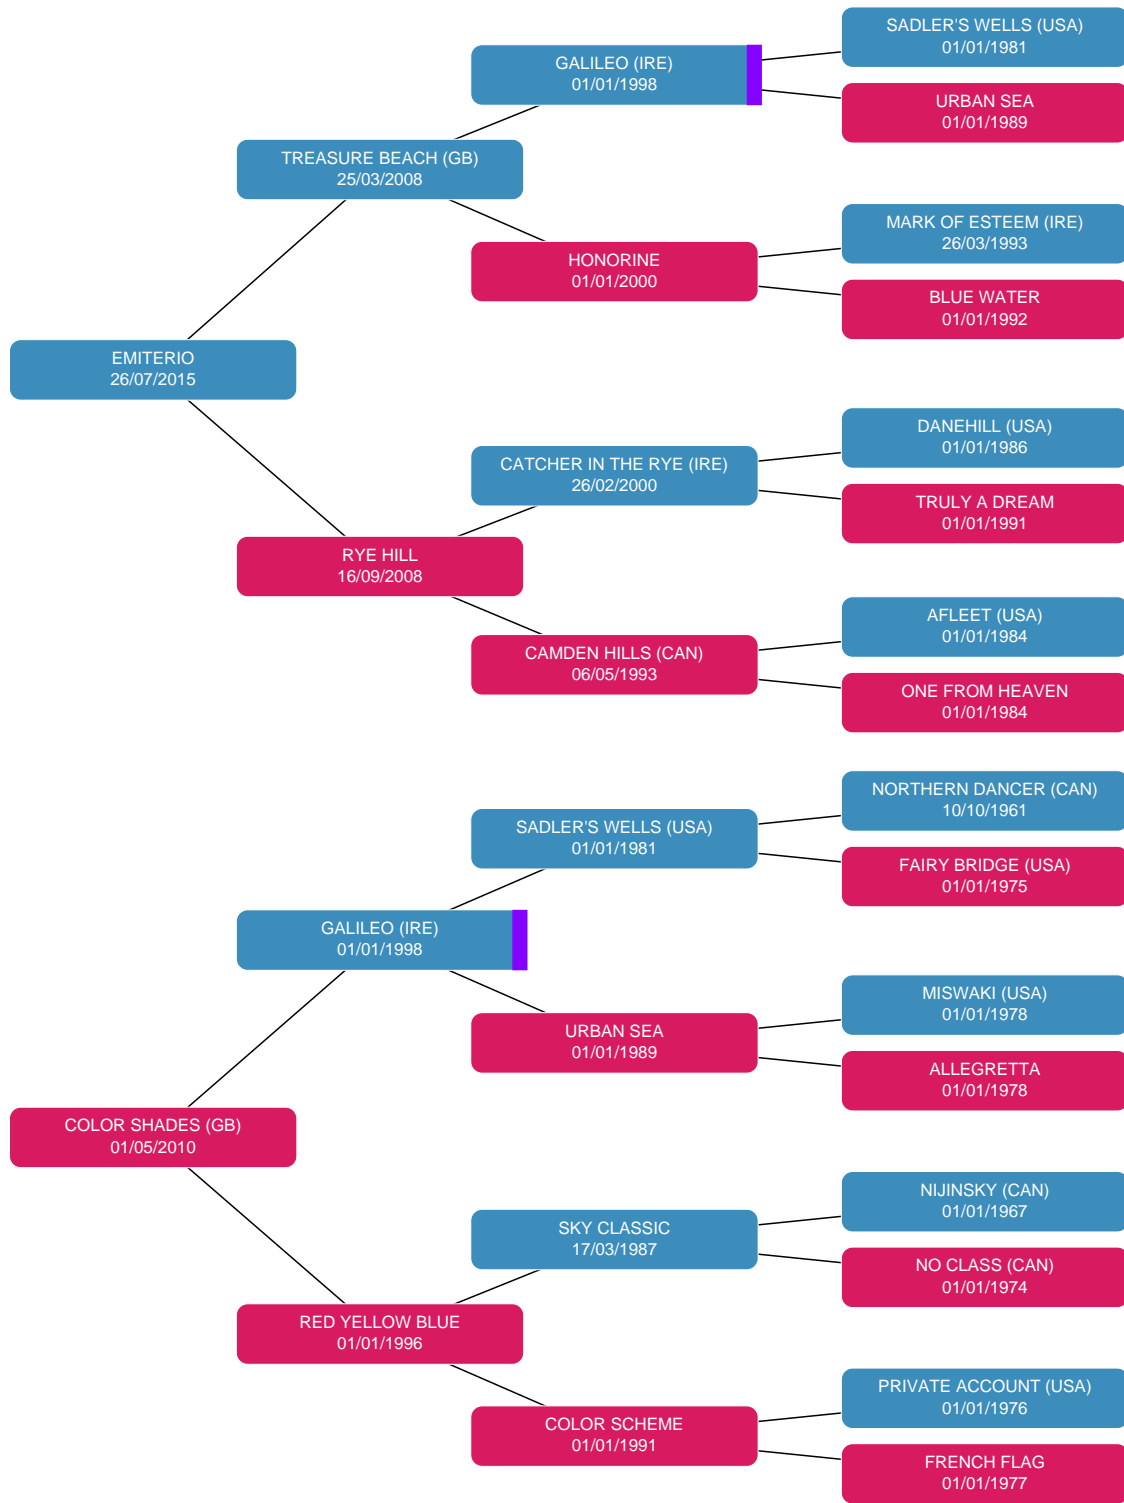 SADLER'S WELLS (USA)
01/01/1981
GALILEO (IRE)
01/01/1998
URBAN SEA
01/01/1989
TREASURE BEACH (GB)
25/03/2008
MARK OF ESTEEM (IRE)
26/03/1993
HONORINE
01/01/2000
BLUE WATER
01/01/1992
EMITERIO
26/07/2015
DANEHILL (USA)
01/01/1986
CATCHER IN THE RYE (IRE)
26/02/2000
TRULY A DREAM
01/01/1991
RYE HILL
16/09/2008
AFLEET (USA)
01/01/1984
CAMDEN HILLS (CAN)
06/05/1993
ONE FROM HEAVEN
01/01/1984
NORTHERN DANCER (CAN)
10/10/1961
SADLER'S WELLS (USA)
01/01/1981
FAIRY BRIDGE (USA)
01/01/1975
GALILEO (IRE)
01/01/1998
MISWAKI (USA)
01/01/1978
URBAN SEA
01/01/1989
ALLEGRETTA
01/01/1978
COLOR SHADES (GB)
01/05/2010
NIJINSKY (CAN)
01/01/1967
SKY CLASSIC
17/03/1987
NO CLASS (CAN)
01/01/1974
RED YELLOW BLUE
01/01/1996
PRIVATE ACCOUNT (USA)
01/01/1976
COLOR SCHEME
01/01/1991
FRENCH FLAG
01/01/1977